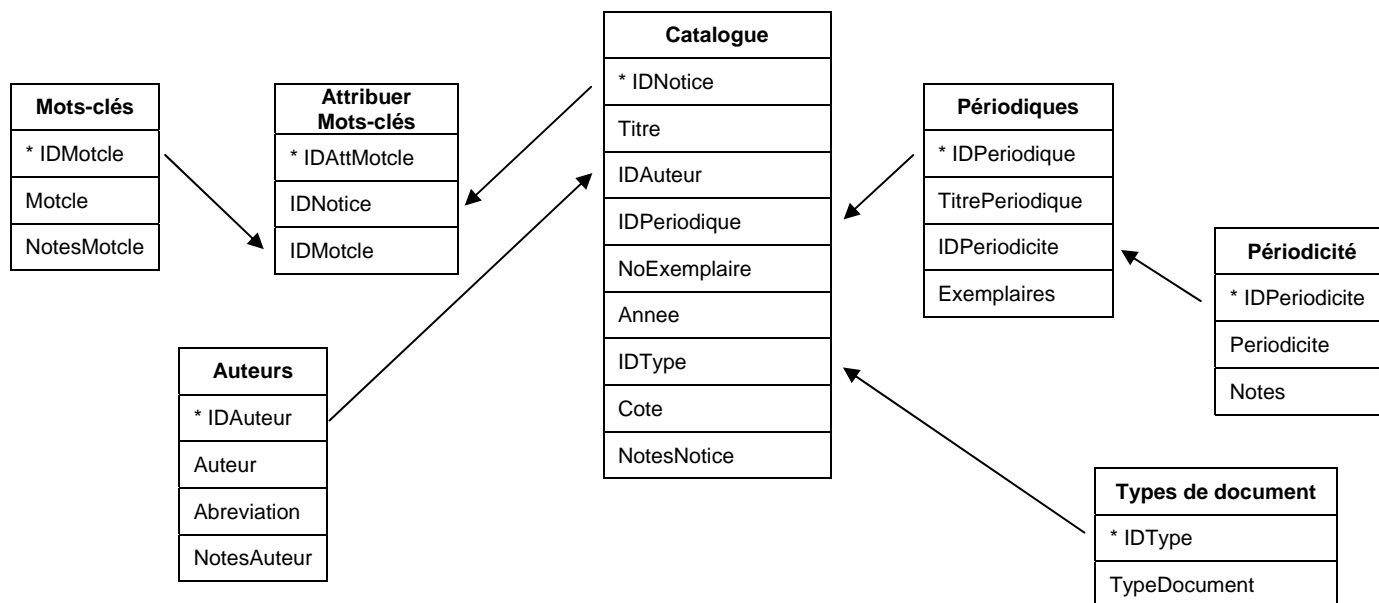 Mots-clés
* IDMotcle
Motcle
NotesMotcle
Attribuer
Mots-clés
* IDAttMotcle
IDNotice
IDMotcle
Auteurs
* IDAuteur
Auteur
Abreviation
NotesAuteur
Catalogue
* IDNotice
Titre
IDAuteur
IDPeriodique
NoExemplaire
Annee
IDType
Cote
NotesNotice
Périodiques
* IDPeriodique
TitrePeriodique
IDPeriodicite
Exemplaires
Périodicité
* IDPeriodicite
Periodicite
Notes
Types de document
* IDType
TypeDocument